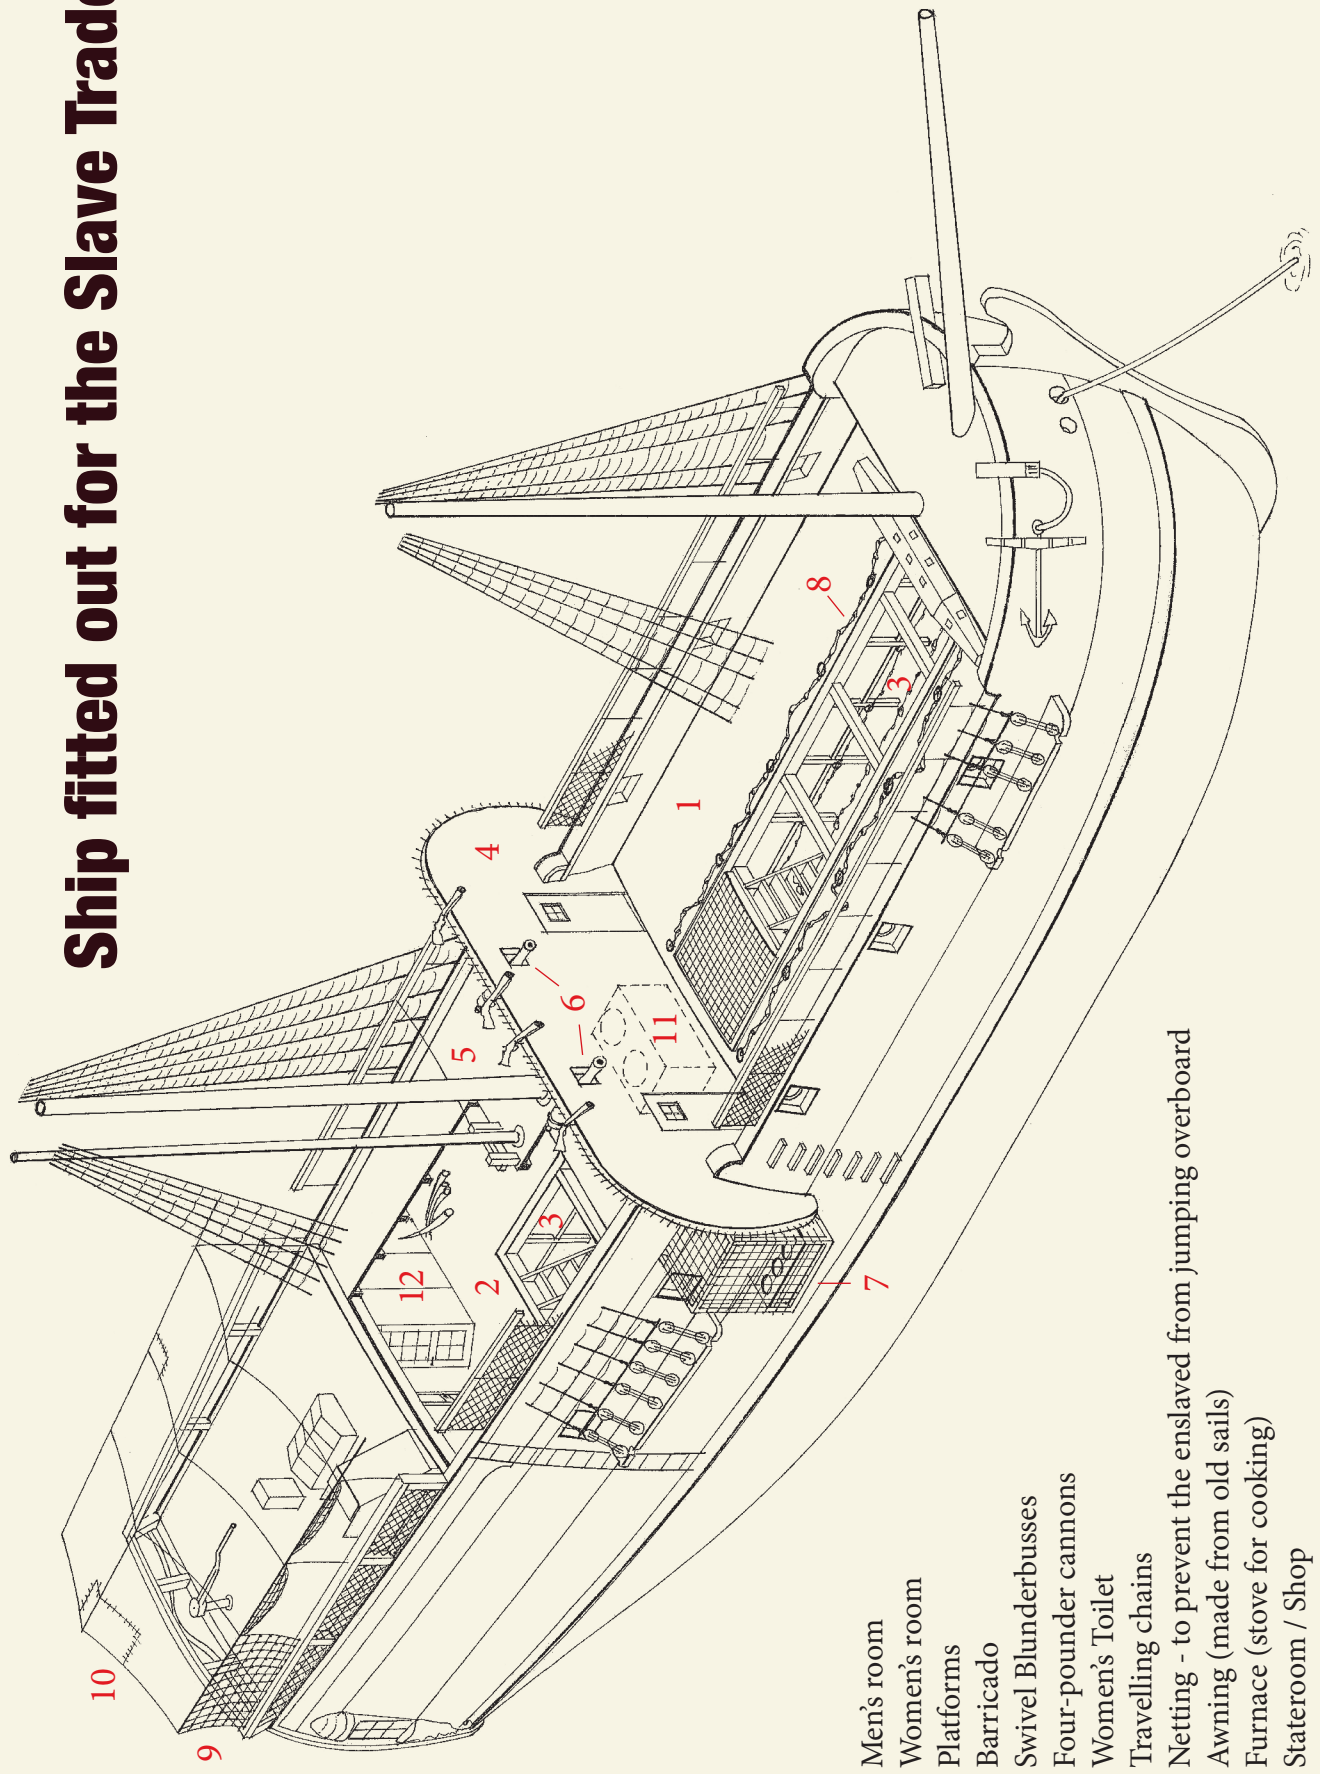 Ship fitted out for the Slave Trade
10
9
12
5
4
6
11
2
3
1
8
3
7
Men's room
Women's room
Platforms
Barricado
Swivel Blunderbusses
Four-pounder cannons
Women's Toilet
Travelling chains
Netting - to prevent the enslaved from jumping overboard
Awning (made from old sails)
Furnace (stove for cooking)
Stateroom / Shop